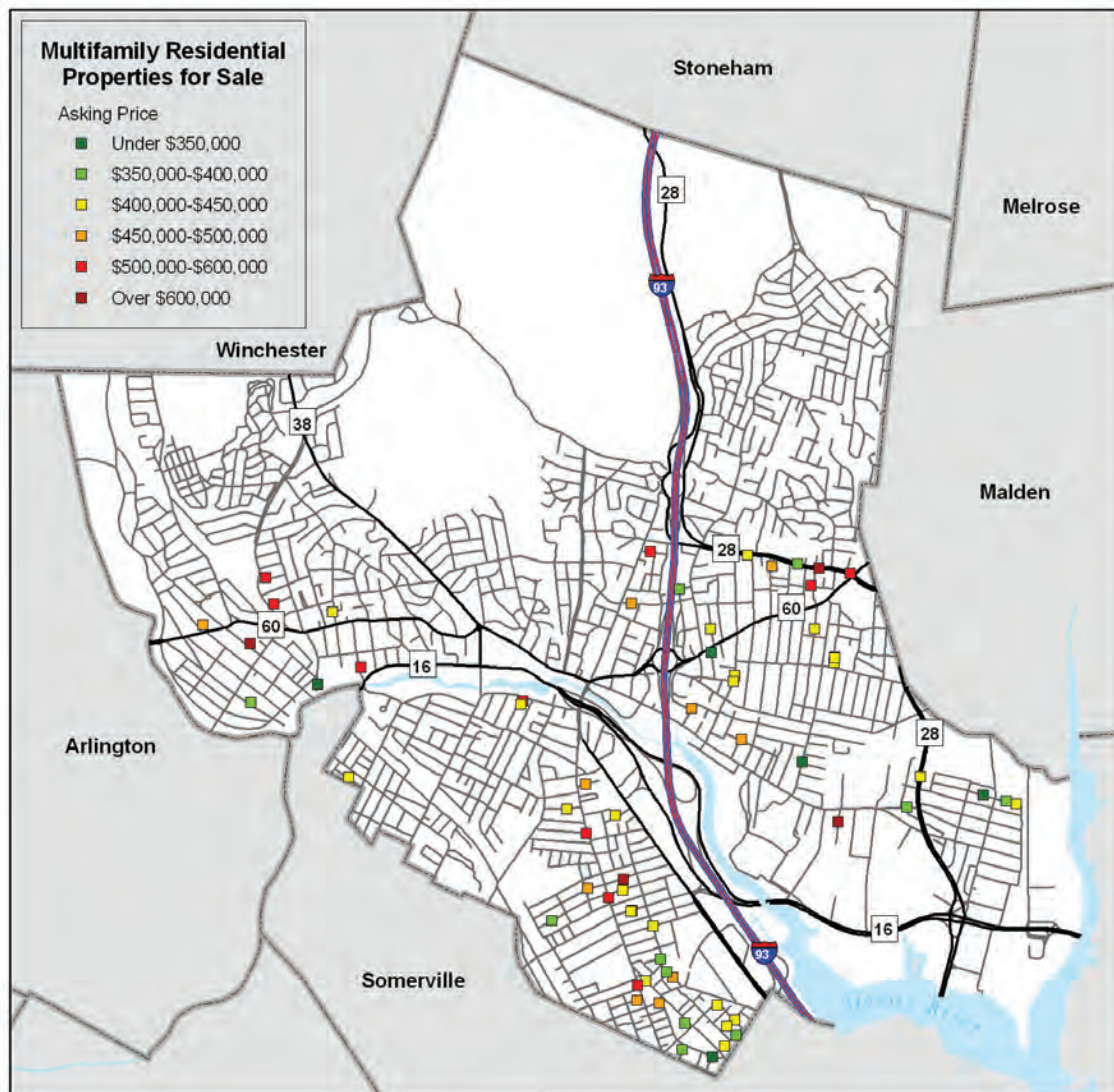 Multifamily Residential
Properties for Sale
Asking Price
Under $350,000
$350,000-$400,000
$400,000-$450,000
$450,000-$500,000
$500,000-$600,000
Over $600,000
Stoneham
Melrose
28
93
Winchester
38
Malden
28
60
60
16
28
Arlington
16
93
Somerville
Mystic River